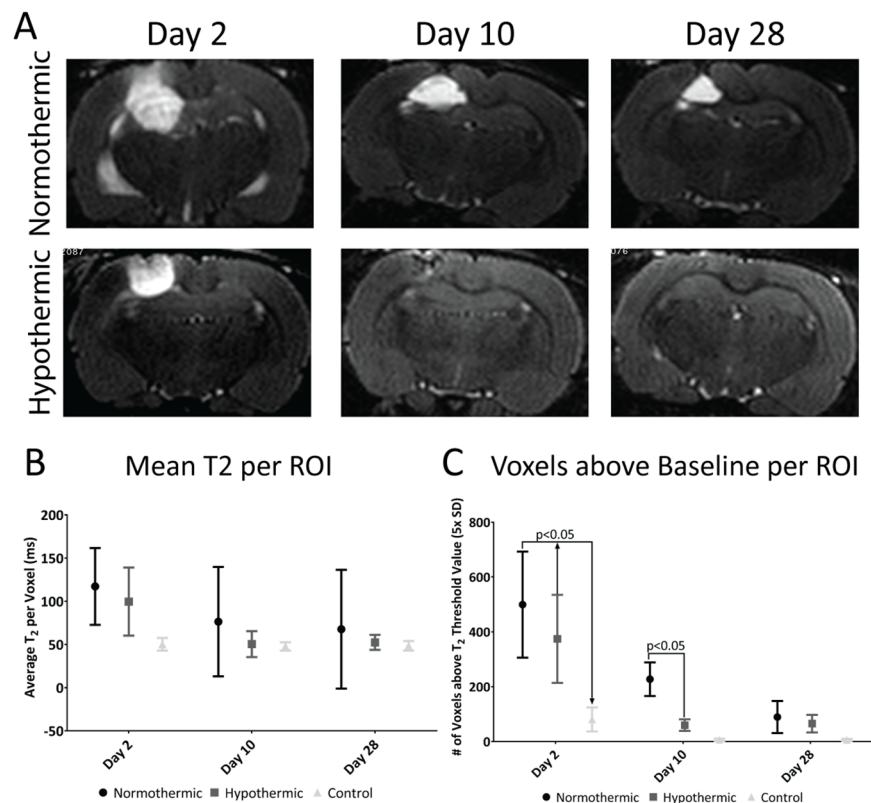 A
Day 2 Day 10 Day 28
Normothermic
Hypothermic
2087
076
B Mean T2 per ROI
Average T2 per Voxel (ms)
200
150
100
50
0
-50
Day 2 Day 10 Day 28
Normothermic Hypothermic Control
C Voxels above Baseline per ROI
# of Voxels above T2 Threshold Value (5x SD)
800
600
400
200
0
p<0.05
p<0.05
Day 2 Day 10 Day 28
Normothermic Hypothermic Control